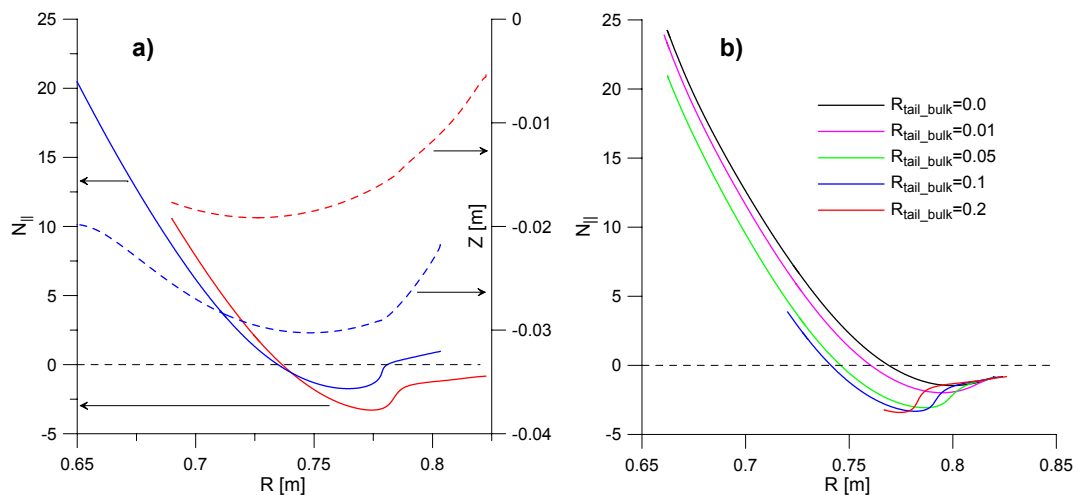 a)
25
20
15
10
5
0
-5
N||
0
-0.01
-0.02
-0.03
-0.04
Z [m]
0.65
0.7
0.75
0.8
R [m]
b)
25
20
15
10
5
0
-5
N||
Rtail_bulk=0.0
Rtail_bulk=0.01
Rtail_bulk=0.05
Rtail_bulk=0.1
Rtail_bulk=0.2
0.65
0.7
0.75
0.8
0.85
R [m]